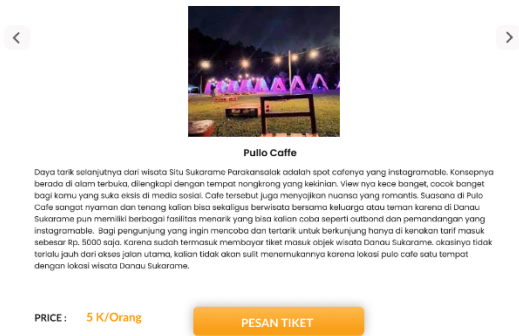 Pullo Caffe
Daya tarik selanjutnya dari wisata Situ Sukarame Parakansalak adalah spot cafenya yang instagramable. Konsepnya
berada di alam terbuka, dilengkapi dengan tempat nongkrong yang kekinian. View nya kece banget, cocok banget
bagi kamu yang suka eksis di media sosial. Cafe tersebut juga menyajikan nuansa yang romantis. Suasana di Pulo
Cafe sangat nyaman dan tenang kalian bisa sekaligus berwisata bersama keluarga atau teman karena di Danau
Sukarame pun memiliki berbagai fasilitas menarik yang bisa kalian coba seperti outbond dan pemandangan yang
instagramable. Bagi pengunjung yang ingin mencoba dan tertarik untuk berkunjung hanya di kenakan tarif masuk
sebesar Rp. 5000 saja. Karena sudah termasuk membayar tiket masuk objek wisata Danau Sukarame. okasinya tidak
terlalu jauh dari akses jalan utama, kalian tidak akan sulit menemukannya karena lokasi pulo cafe satu tempat
dengan lokasi wisata Danau Sukarame.
PRICE : 5 K/Orang
PESAN TIKET